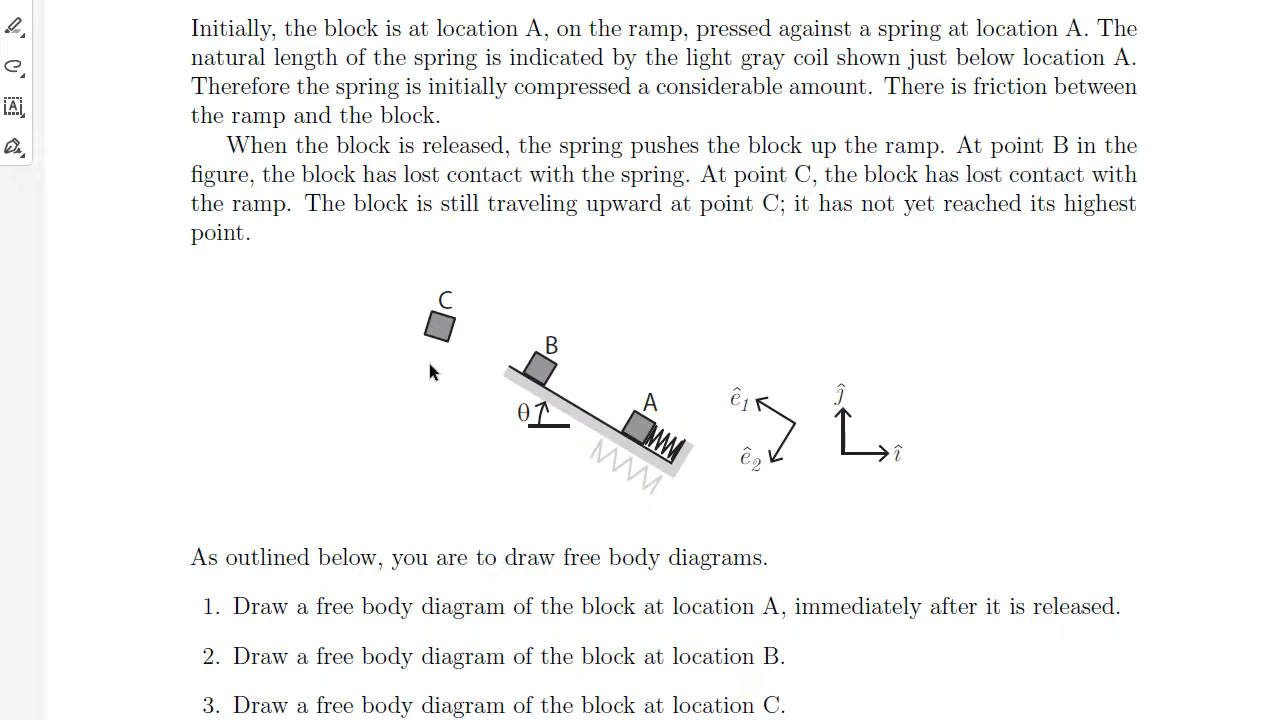 Initially, the block is at location A, on the ramp, pressed against a spring at location A. The
natural length of the spring is indicated by the light gray coil shown just below location A.
Therefore the spring is initially compressed a considerable amount. There is friction between
the ramp and the block.
When the block is released, the spring pushes the block up the ramp. At point B in the
figure, the block has lost contact with the spring. At point C, the block has lost contact with
the ramp. The block is still traveling upward at point C; it has not yet reached its highest
point.
C
B
A
θ
ê₁
ê₂
ĵ
î
As outlined below, you are to draw free body diagrams.
1. Draw a free body diagram of the block at location A, immediately after it is released.
2. Draw a free body diagram of the block at location B.
3. Draw a free body diagram of the block at location C.